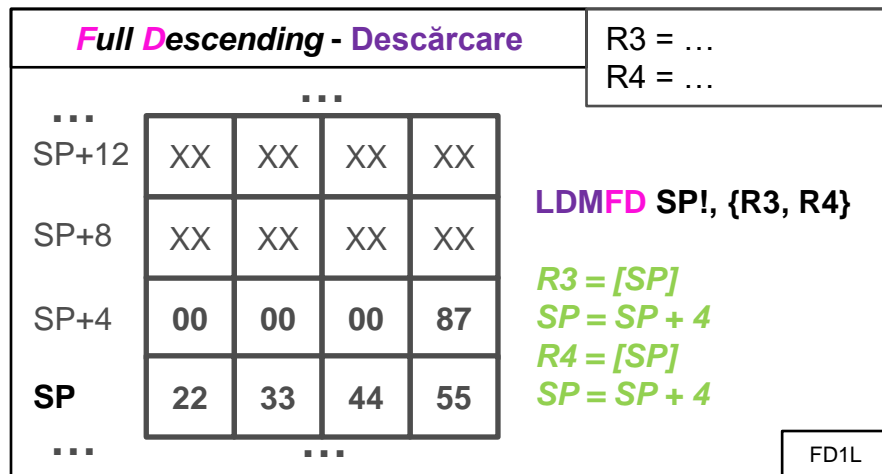 Full Descending - Descărcare
R3 = …
R4 = …
... ...
SP+12 XX XX XX XX
SP+8 XX XX XX XX
SP+4 00 00 00 87
SP 22 33 44 55
... ...
LDMFD SP!, {R3, R4}
R3 = [SP]
SP = SP + 4
R4 = [SP]
SP = SP + 4
FD1L